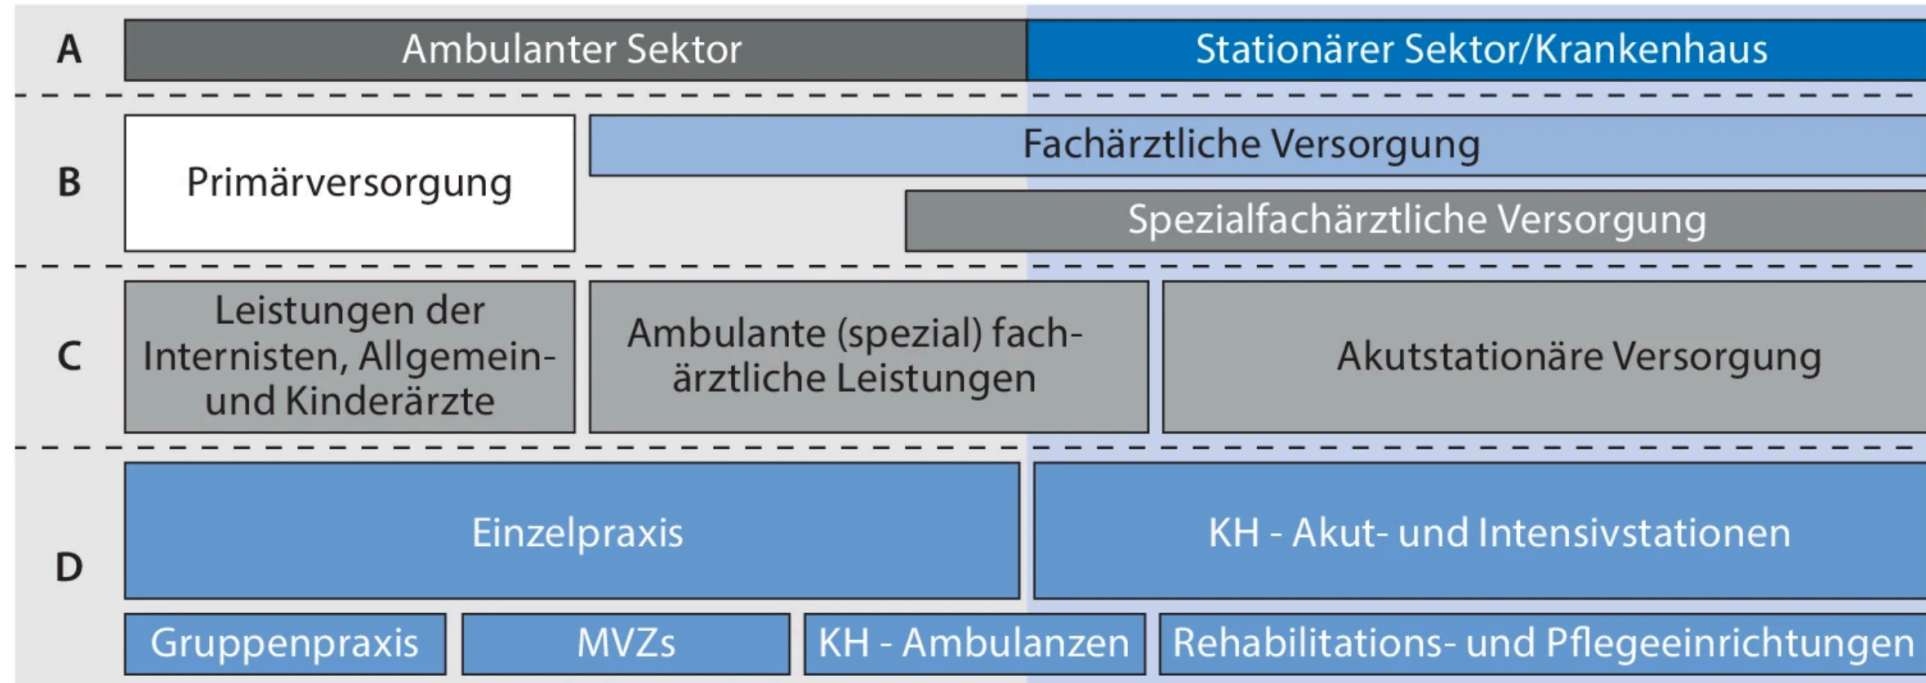 A
Ambulanter Sektor
Stationärer Sektor/Krankenhaus
B
Primärversorgung
Fachärztliche Versorgung
Spezialfachärztliche Versorgung
C
Leistungen der
Internisten, Allgemein-
und Kinderärzte
Ambulante (spezial) fach-
ärztliche Leistungen
Akutstationäre Versorgung
D
Einzelpraxis
KH - Akut- und Intensivstationen
Gruppenpraxis
MVZs
KH - Ambulanzen
Rehabilitations- und Pflegeeinrichtungen